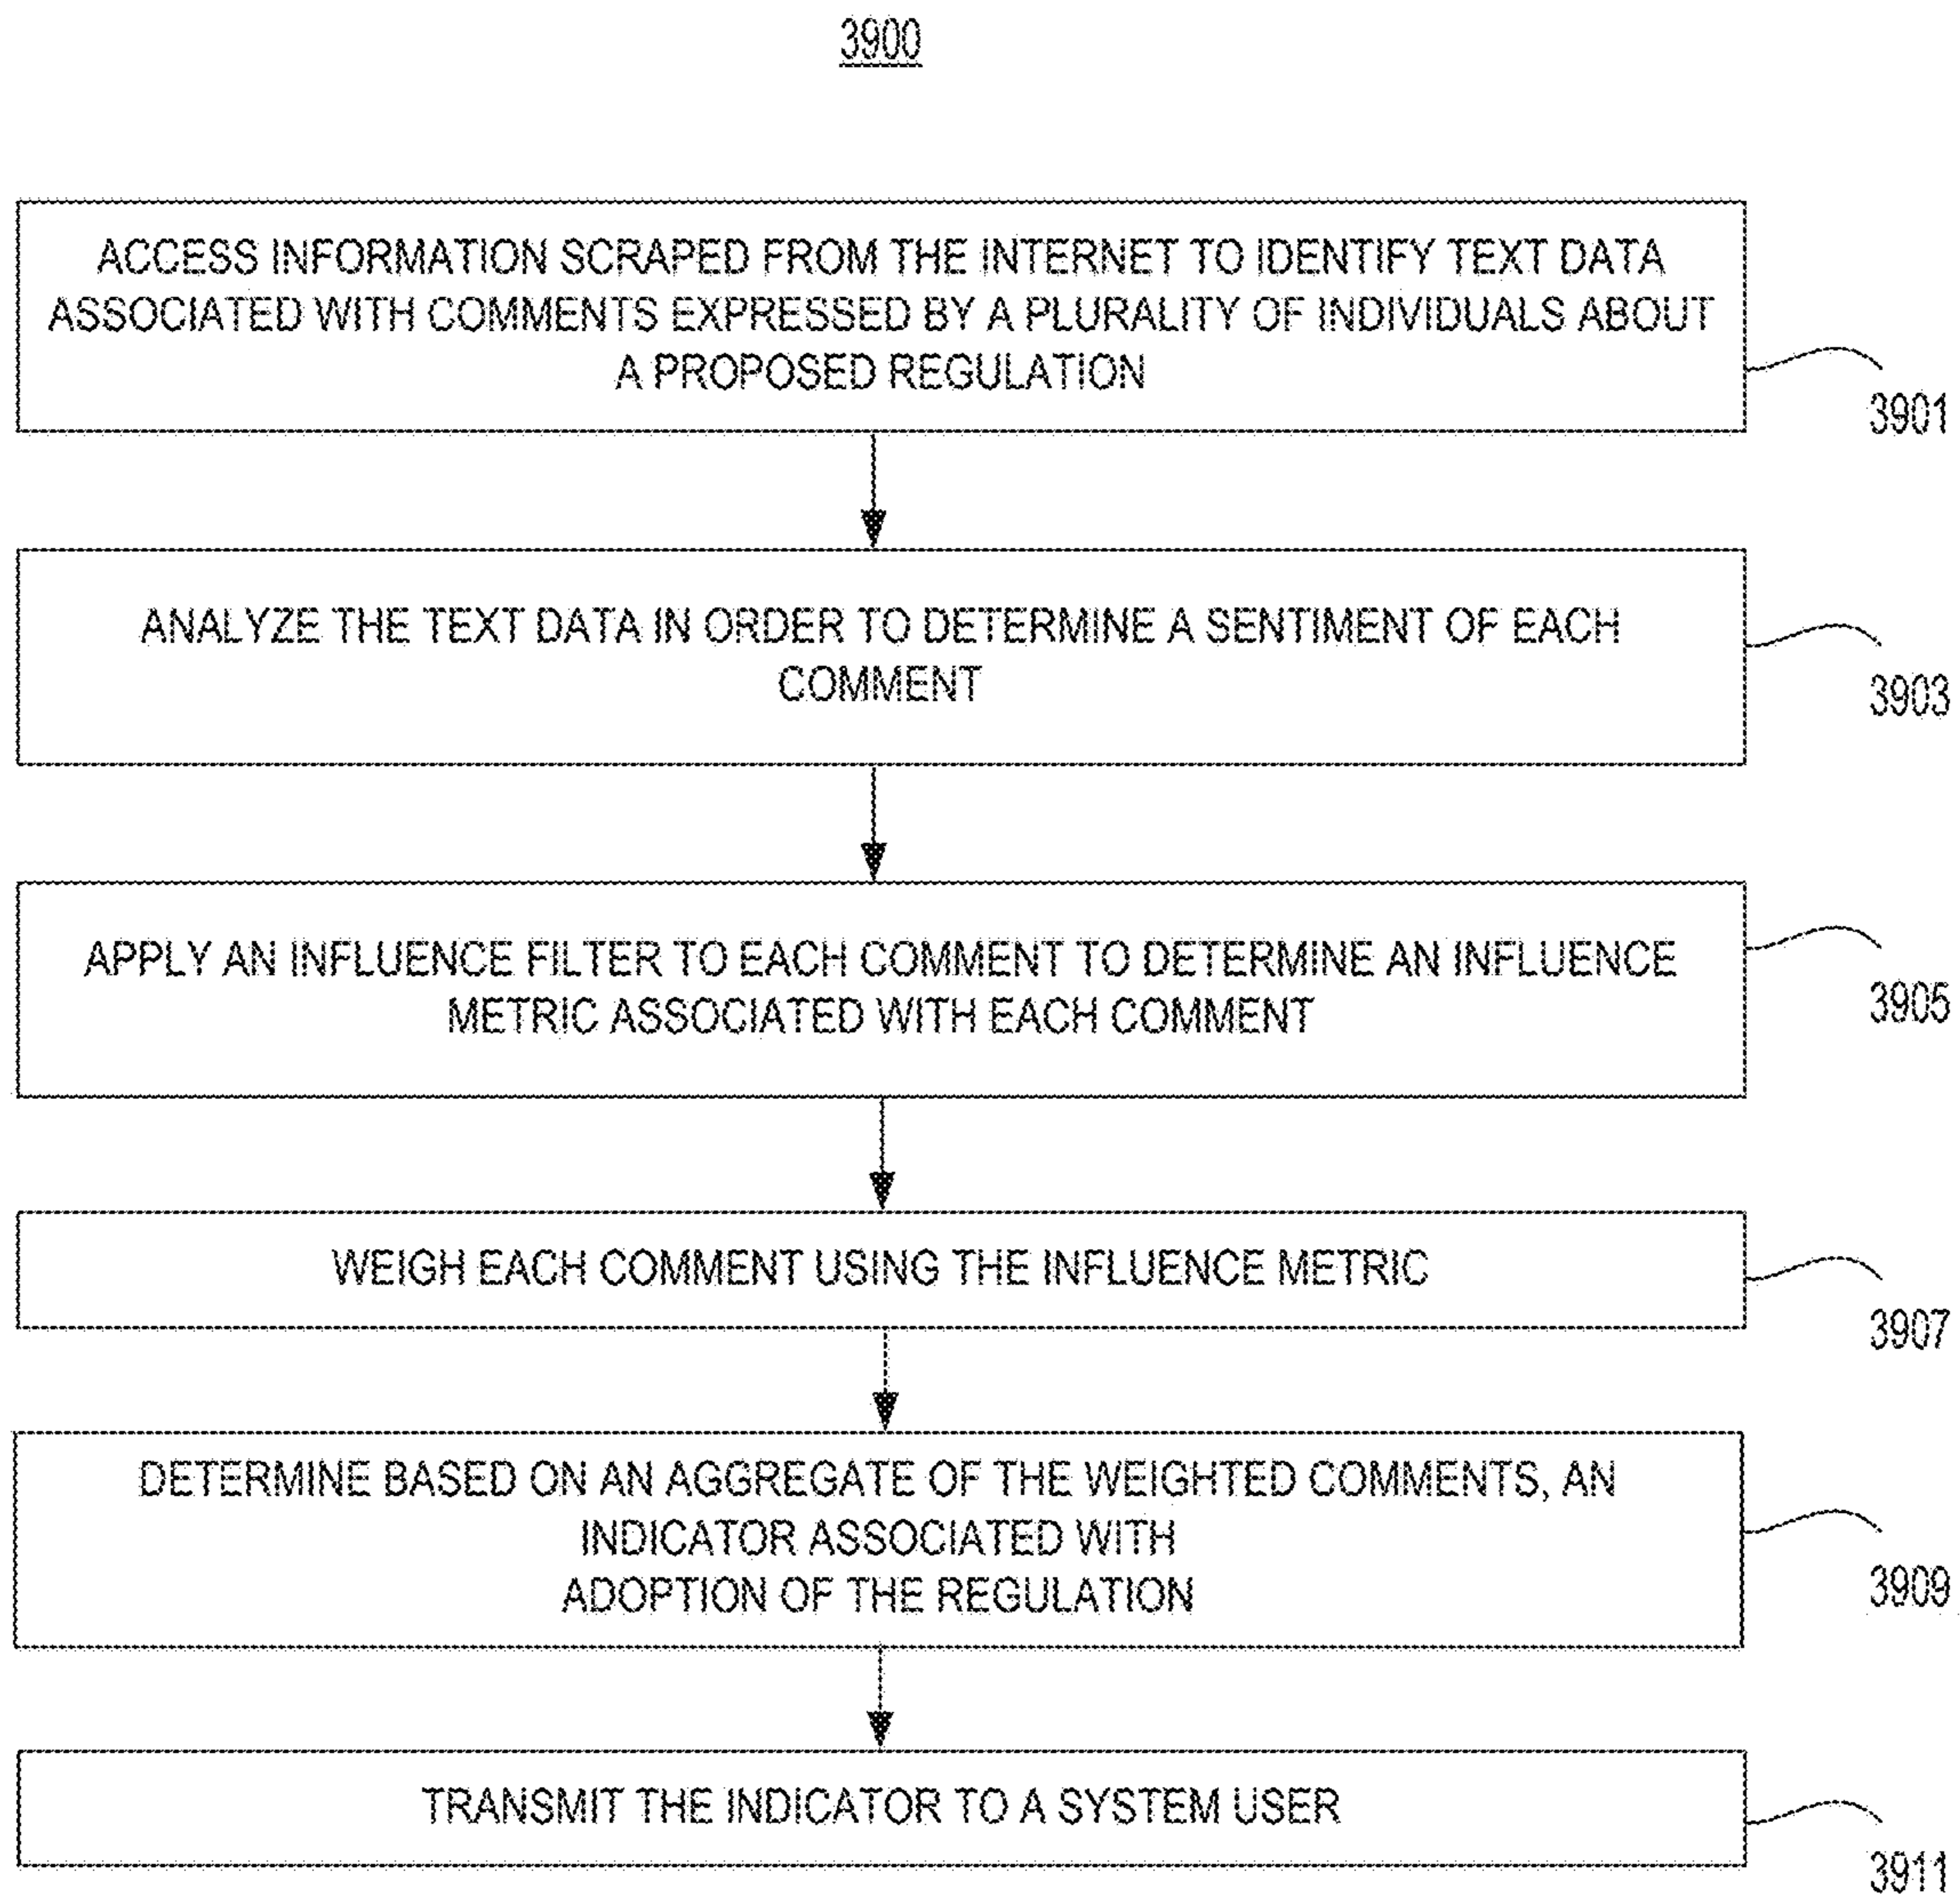 3900
ACCESS INFORMATION SCRAPED FROM THE INTERNET TO IDENTIFY TEXT DATA
ASSOCIATED WITH COMMENTS EXPRESSED BY A PLURALITY OF INDIVIDUALS ABOUT
A PROPOSED REGULATION
3901
ANALYZE THE TEXT DATA IN ORDER TO DETERMINE A SENTIMENT OF EACH
COMMENT
3903
APPLY AN INFLUENCE FILTER TO EACH COMMENT TO DETERMINE AN INFLUENCE
METRIC ASSOCIATED WITH EACH COMMENT
3905
WEIGH EACH COMMENT USING THE INFLUENCE METRIC
3907
DETERMINE BASED ON AN AGGREGATE OF THE WEIGHTED COMMENTS, AN
INDICATOR ASSOCIATED WITH
ADOPTION OF THE REGULATION
3909
TRANSMIT THE INDICATOR TO A SYSTEM USER
3911